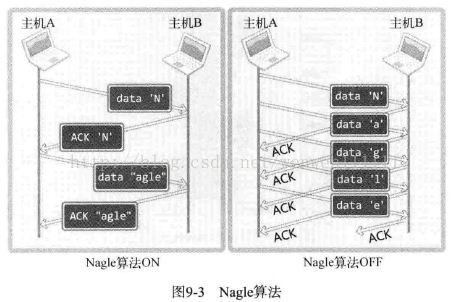 主机A
主机B
data 'N'
ACK 'N'
data "agle"
ACK "agle"
Nagle算法ON
主机A
主机B
data 'N'
data 'a'
ACK
data 'g'
ACK
data 'l'
ACK
data 'e'
ACK
ACK
Nagle算法OFF
图9-3 Nagle算法